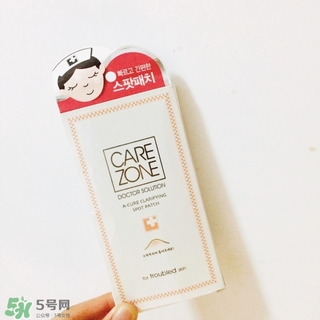 빠르고 간편한
스팟패치
CARE
ZONE
DOCTOR SOLUTION
A-CURE CLARIFYING
SPOT PATCH
for troubled skin
5号网